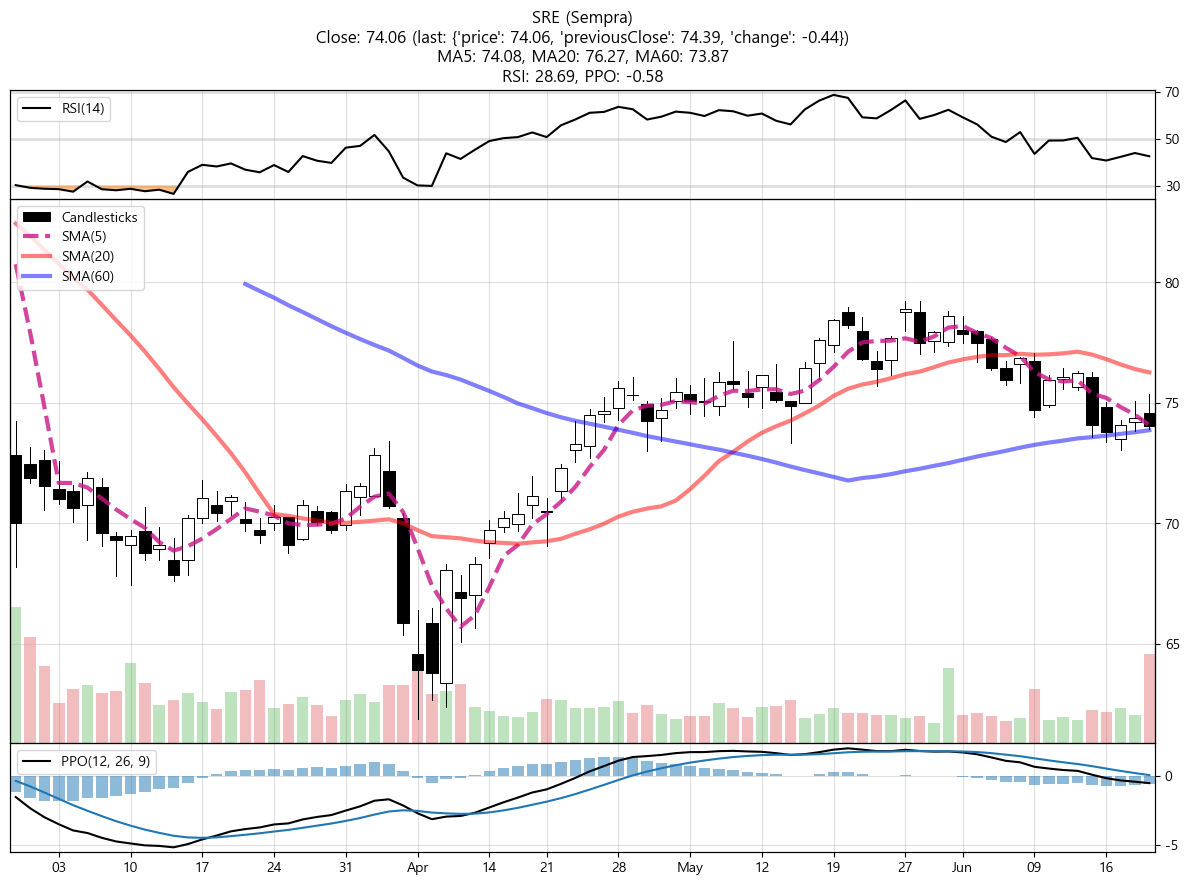 SRE (Sempra)
Close: 74.06 (last: {'price': 74.06, 'previousClose': 74.39, 'change': -0.44})
MA5: 74.08, MA20: 76.27, MA60: 73.87
RSI: 28.69, PPO: -0.58
RSI(14)
70
50
30
Candlesticks
SMA(5)
SMA(20)
SMA(60)
80
75
70
65
PPO(12, 26, 9)
0
-5
03 10 17 24 31 Apr 14 21 28 May 12 19 27 Jun 09 16